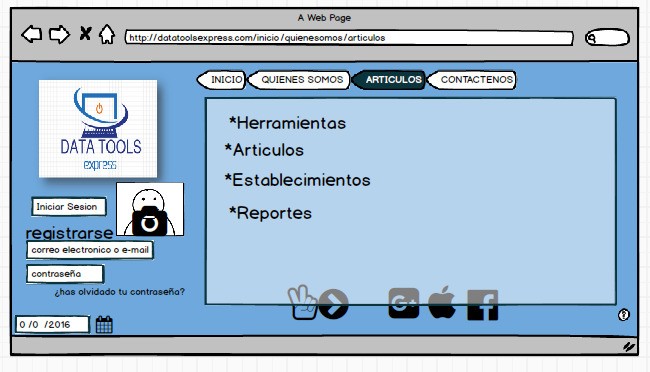 A Web Page
http://datatoolsexpress.com/inicio/quienesomos/articulos
INICIO
QUIENES SOMOS
ARTICULOS
CONTACTENOS
DATA TOOLS
express
*Herramientas
*Articulos
*Establecimientos
*Reportes
Iniciar Sesion
registrarse
correo electronico o e-mail
contraseña
¿has olvidado tu contraseña?
0 /0 /2016
G+
f
?